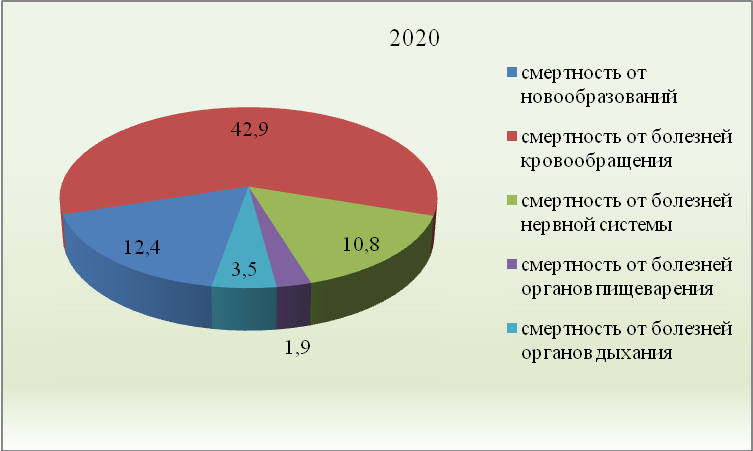 2020
смертность от
новообразований
смертность от болезней
кровообращения
смертность от болезней
нервной системы
смертность от болезней
органов пищеварения
смертность от болезней
органов дыхания
42,9
12,4
3,5
10,8
1,9